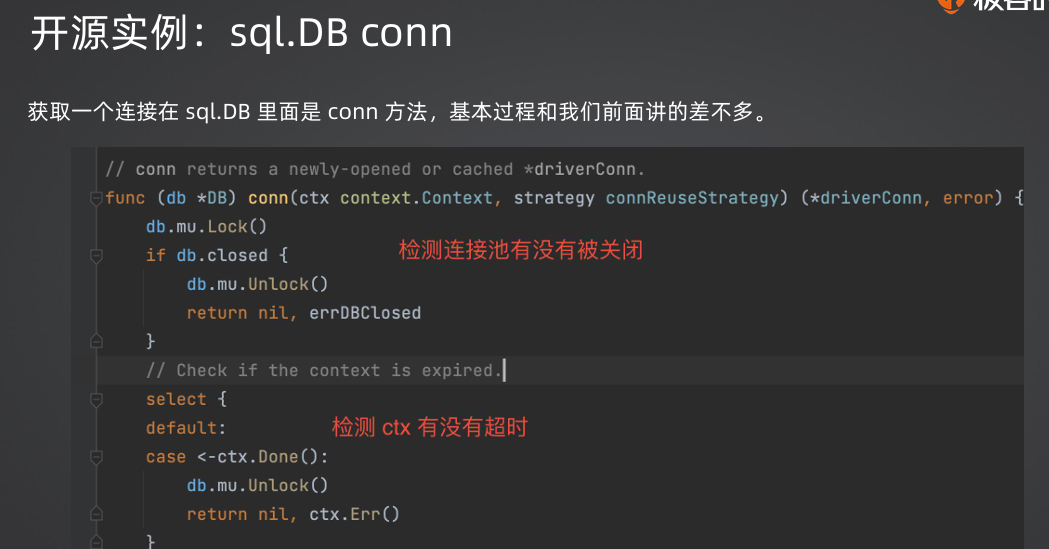 开源实例：sql.DB conn
获取一个连接在 sql.DB 里面是 conn 方法，基本过程和我们前面讲的差不多。
// conn returns a newly-opened or cached *driverConn.
func (db *DB) conn(ctx context.Context, strategy connReuseStrategy) (*driverConn, error) {
db.mu.Lock()
if db.closed {
检测连接池有没有被关闭
db.mu.Unlock()
return nil, errDBClosed
}
// Check if the context is expired.
select {
default:
检测 ctx 有没有超时
case <-ctx.Done():
db.mu.Unlock()
return nil, ctx.Err()
}